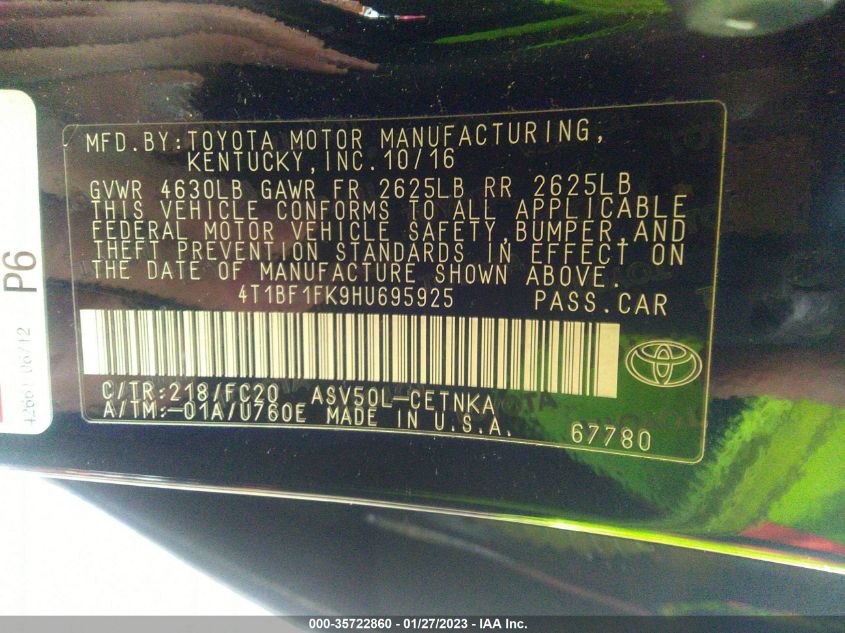 MFD.BY:TOYOTA MOTOR MANUFACTURING,
KENTUCKY,INC.10/16
GVWR 4630LB GAWR FR 2625LB RR 2625LB
THIS VEHICLE CONFORMS TO ALL APPLICABLE
FEDERAL MOTOR VEHICLE SAFETY,BUMPER,AND
THEFT PREVENTION STANDARDS IN EFFECT ON
THE DATE OF MANUFACTURE SHOWN ABOVE.
4T1BF1FK9HU695925 PASS.CAR
C/TR:218/FC20 ASV50L-CETNKA
A/TM:-01A/U760E MADE IN U.S.A.
67780
P6
000-35722860 - 01/27/2023 - IAA Inc.